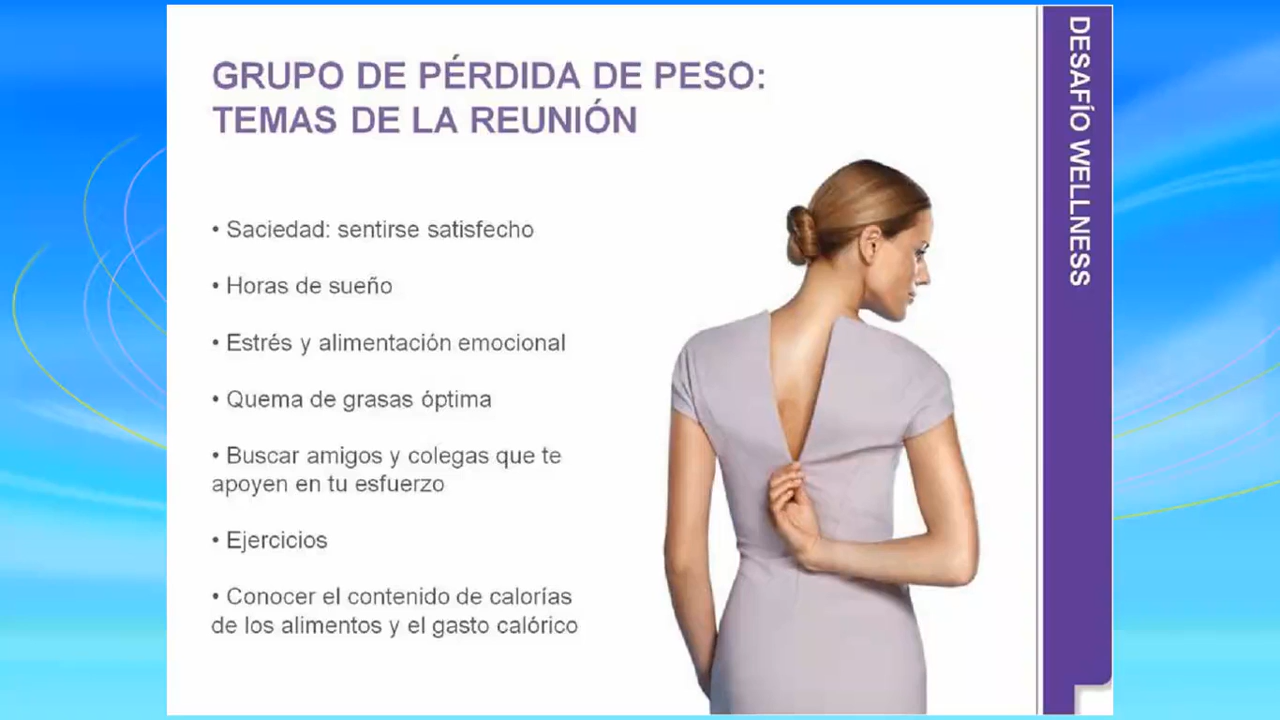 GRUPO DE PÉRDIDA DE PESO:
TEMAS DE LA REUNIÓN
• Saciedad: sentirse satisfecho
• Horas de sueño
• Estrés y alimentación emocional
• Quema de grasas óptima
• Buscar amigos y colegas que te
apoyen en tu esfuerzo
• Ejercicios
• Conocer el contenido de calorías
de los alimentos y el gasto calórico
DESAFÍO WELLNESS